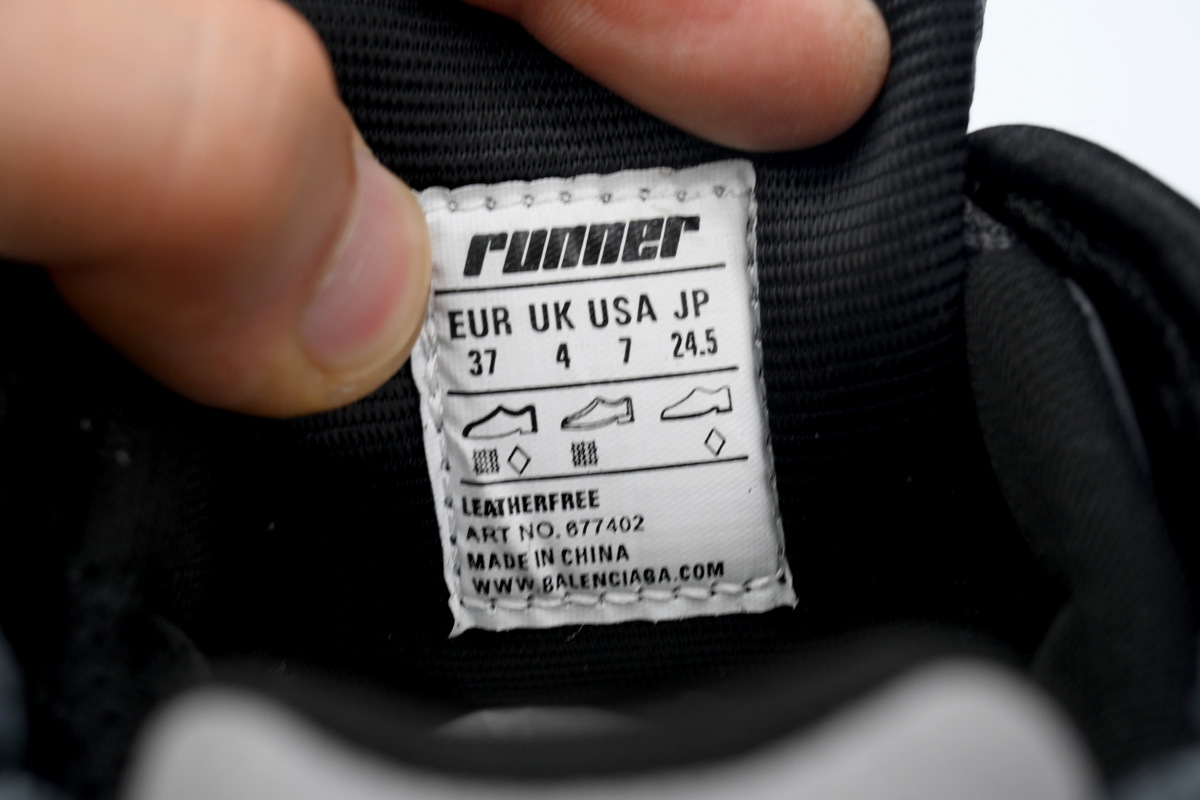 runner
EUR UK USA JP
37 4 7 24.5
LEATHERFREE
ART NO. 677402
MADE IN CHINA
WWW.BALENCIAGA.COM